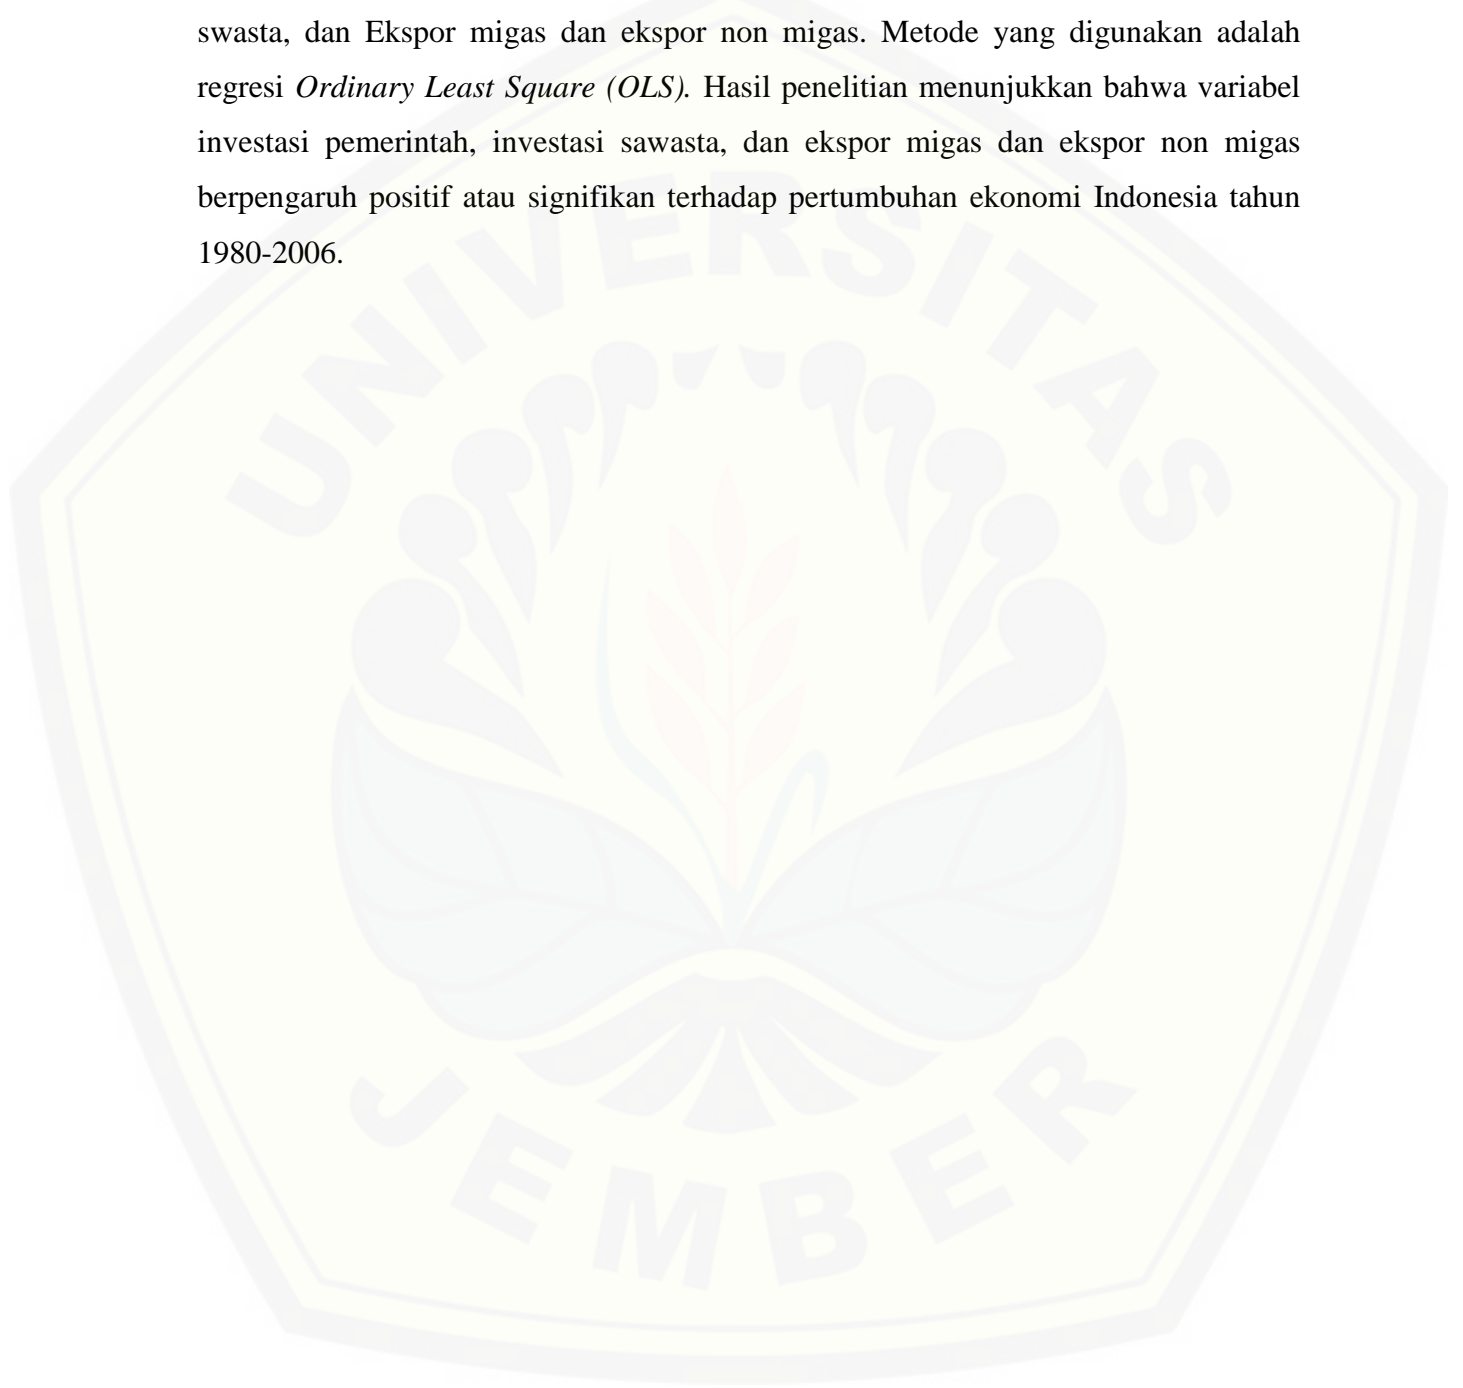 swasta, dan Ekspor migas dan ekspor non migas. Metode yang digunakan adalah
regresi Ordinary Least Square (OLS). Hasil penelitian menunjukkan bahwa variabel
investasi pemerintah, investasi sawasta, dan ekspor migas dan ekspor non migas
berpengaruh positif atau signifikan terhadap pertumbuhan ekonomi Indonesia tahun
1980-2006.
UNIVERSITAS
JEMBER